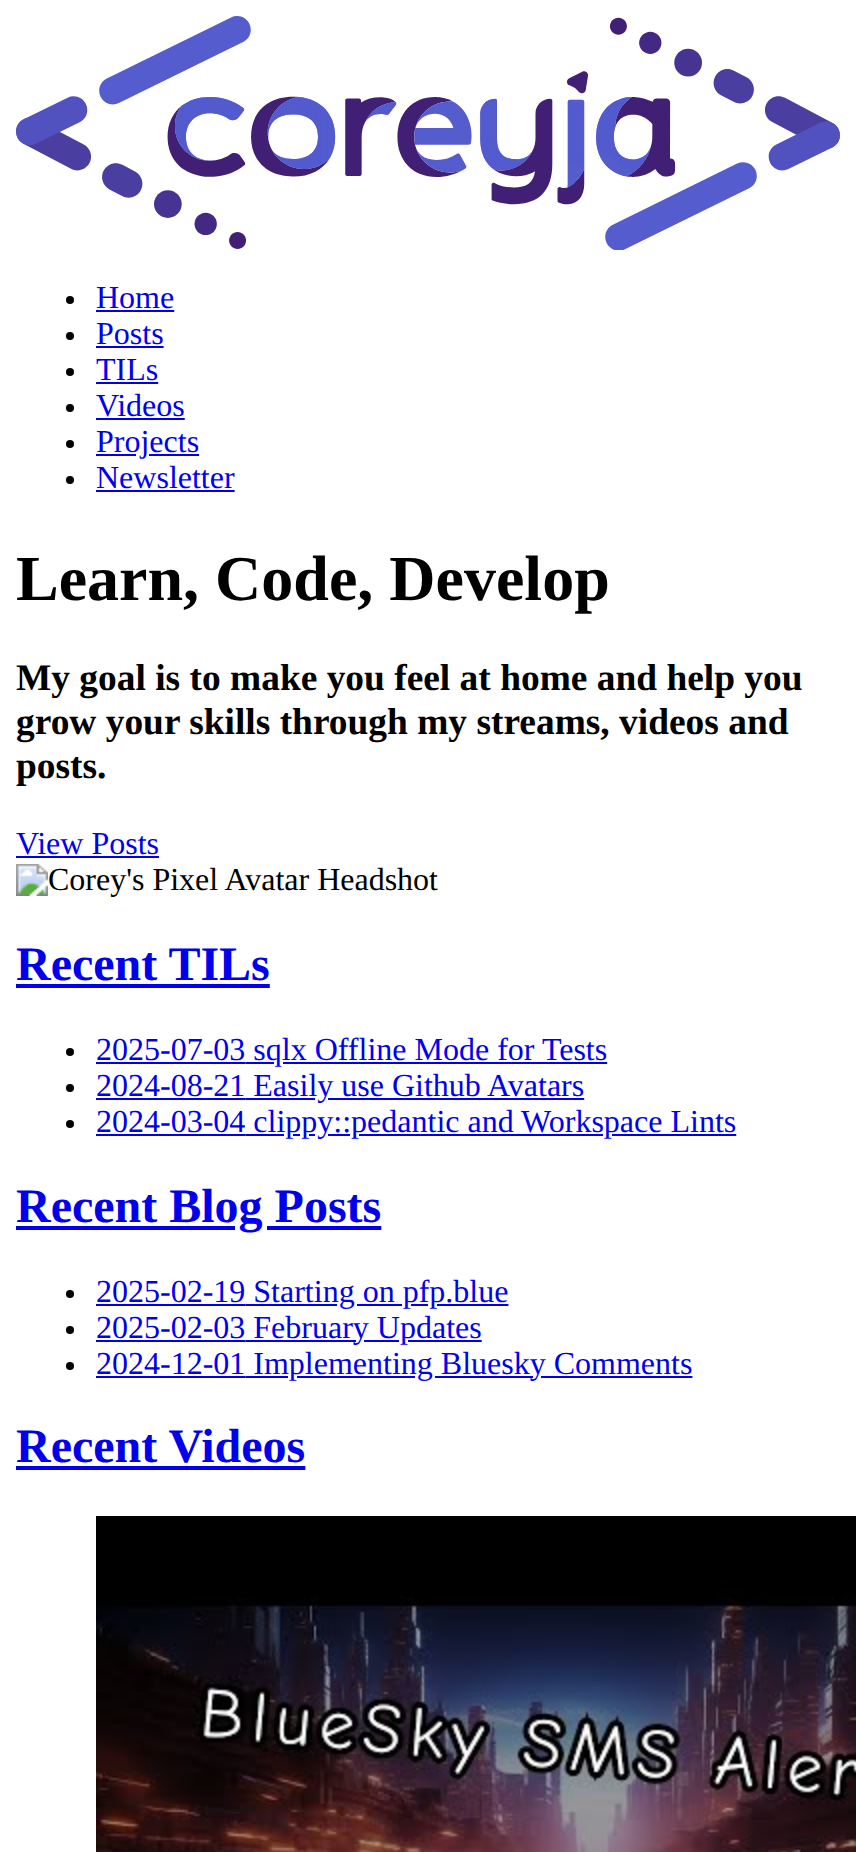 coreyja
Home
Posts
TILs
Videos
Projects
Newsletter
Learn, Code, Develop
My goal is to make you feel at home and help you
grow your skills through my streams, videos and
posts.
View Posts
Corey's Pixel Avatar Headshot
Recent TILs
2025-07-03 sqlx Offline Mode for Tests
2024-08-21 Easily use Github Avatars
2024-03-04 clippy::pedantic and Workspace Lints
Recent Blog Posts
2025-02-19 Starting on pfp.blue
2025-02-03 February Updates
2024-12-01 Implementing Bluesky Comments
Recent Videos
BlueSky SMS